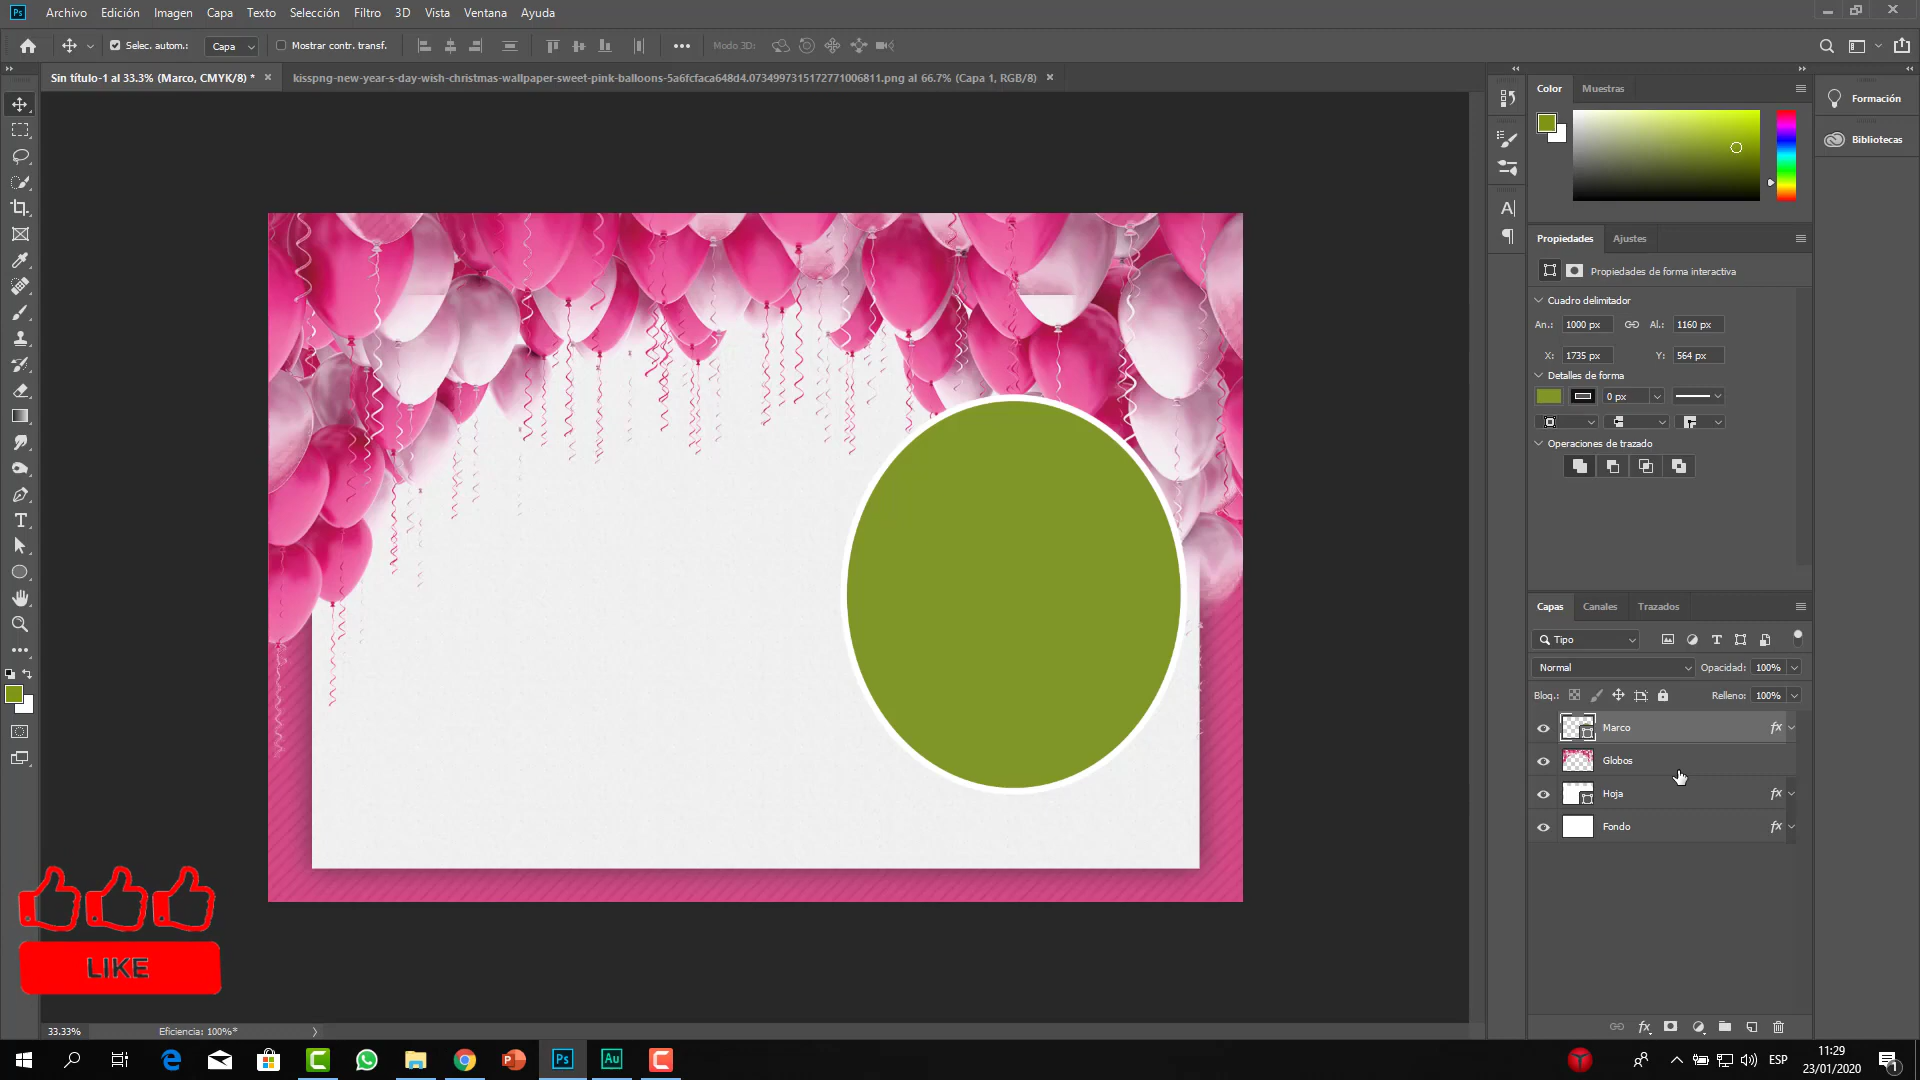 Ps Archivo Edición Imagen Capa Texto Selección Filtro 3D Vista Ventana Ayuda
Selec. autom.: Capa Mostrar contr. transf. Modo 3D:
Sin título-1 al 33.3% (Marco, CMYK/8) * × kisspng-new-year-s-day-wish-christmas-wallpaper-sweet-pink-balloons-5a6fcfaca648d4.0734997315172771006811.png al 66.7% (Capa 1, RGB/8) ×
Color Muestras
Formación
Bibliotecas
Propiedades Ajustes
Propiedades de forma interactiva
Cuadro delimitador
An.: 1000 px Al.: 1160 px
X: 1735 px Y: 564 px
Detalles de forma
0 px
Operaciones de trazado
Capas Canales Trazados
Tipo
Normal Opacidad: 100%
Bloq.: Relleno: 100%
Marco fx
Globos
Hoja fx
Fondo fx
LIKE
33.33% Eficiencia: 100%*
Ps Au ESP 11:29
23/01/2020
1